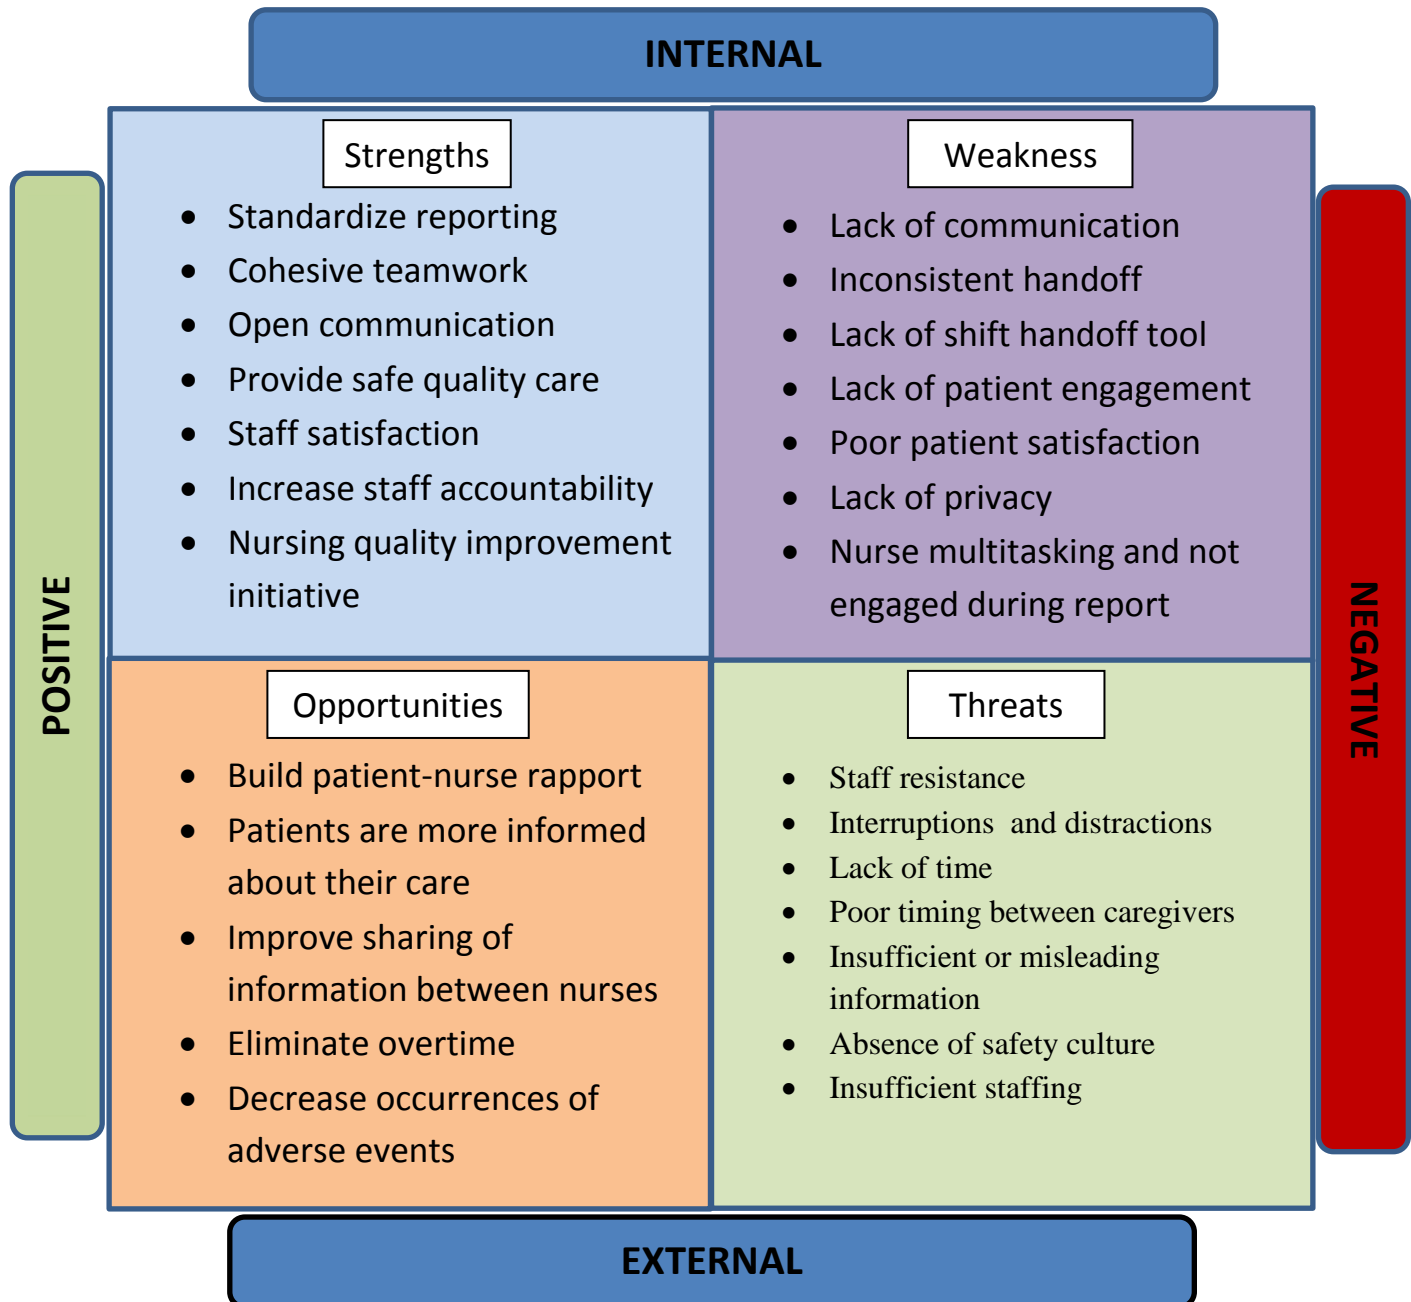 INTERNAL
Strengths
• Standardize reporting
• Cohesive teamwork
• Open communication
• Provide safe quality care
• Staff satisfaction
• Increase staff accountability
• Nursing quality improvement
initiative
Weakness
• Lack of communication
• Inconsistent handoff
• Lack of shift handoff tool
• Lack of patient engagement
• Poor patient satisfaction
• Lack of privacy
• Nurse multitasking and not
engaged during report
POSITIVE
NEGATIVE
Opportunities
• Build patient-nurse rapport
• Patients are more informed
about their care
• Improve sharing of
information between nurses
• Eliminate overtime
• Decrease occurrences of
adverse events
Threats
• Staff resistance
• Interruptions  and distractions
• Lack of time
• Poor timing between caregivers
• Insufficient or misleading
information
• Absence of safety culture
• Insufficient staffing
EXTERNAL